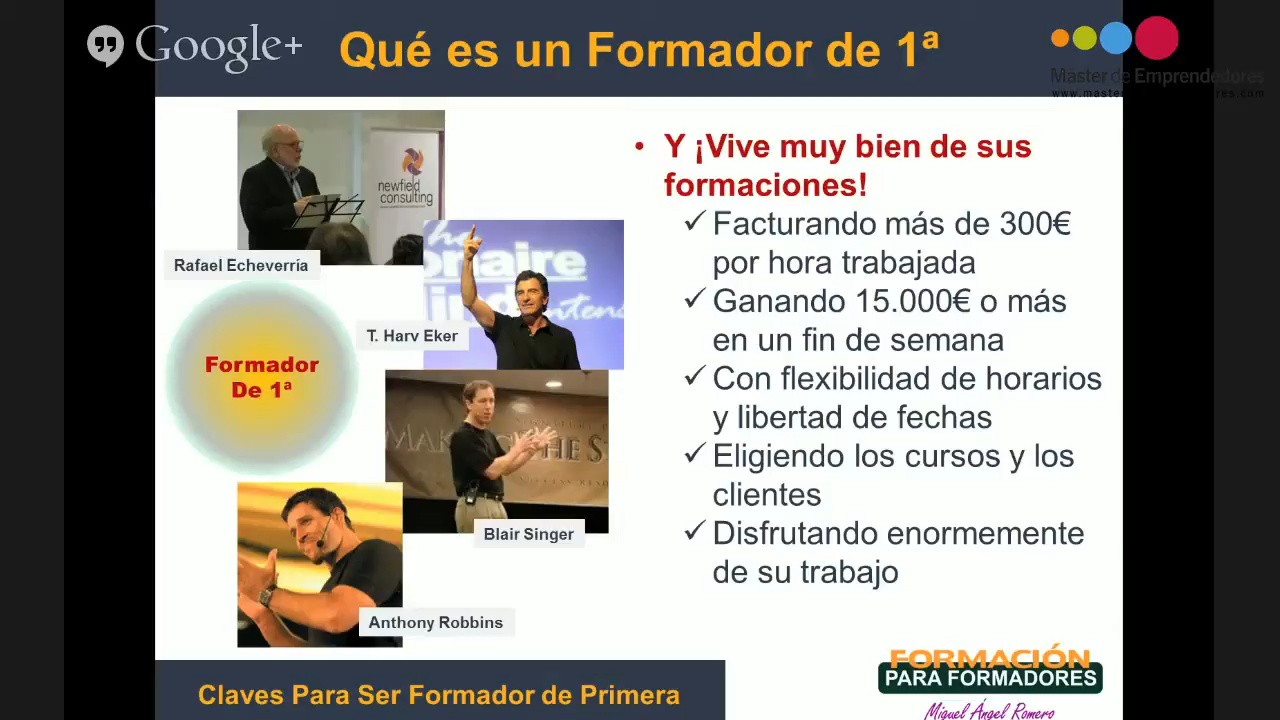 Google+
Qué es un Formador de 1ª
Máster de Emprendedores
newfield
consulting
Rafael Echeverría
T. Harv Eker
Formador
De 1ª
Blair Singer
Anthony Robbins
• Y ¡Vive muy bien de sus
formaciones!
✓ Facturando más de 300€
por hora trabajada
✓ Ganando 15.000€ o más
en un fin de semana
✓ Con flexibilidad de horarios
y libertad de fechas
✓ Eligiendo los cursos y los
clientes
✓ Disfrutando enormemente
de su trabajo
Claves Para Ser Formador de Primera
FORMACIÓN
PARA FORMADORES
Miguel Ángel Romero